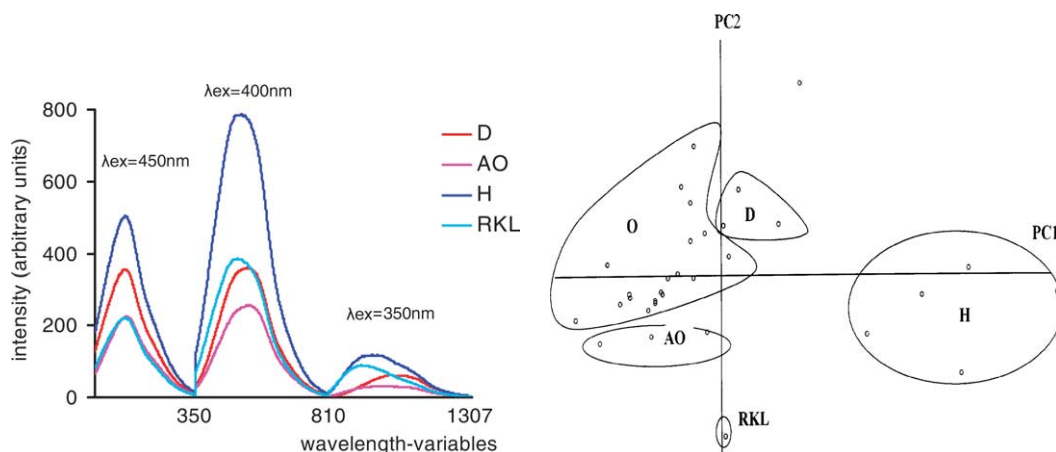 λex=400nm
800
D
λex=450nm
AO
600
H
RKL
400
λex=350nm
200
0
350
810
1307
intensity (arbitrary units)
wavelength-variables
PC2
O
D
PC1
H
AO
RKL